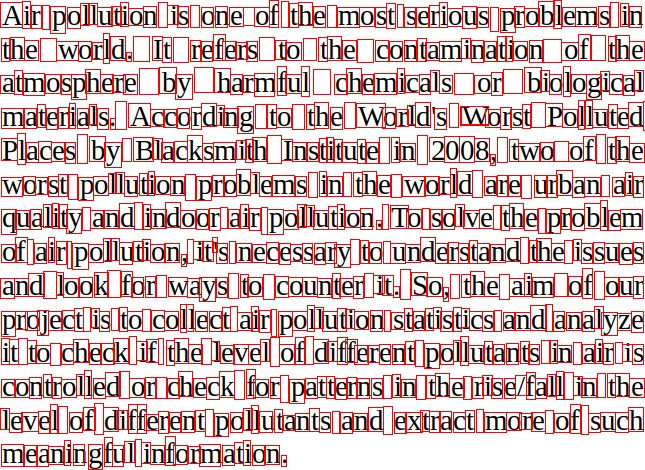 Air pollution is one of the most serious problems in
the world. It refers to the contamination of the
atmosphere by harmful chemicals or biological
materials. According to the World's Worst Polluted
Places by Blacksmith Institute in 2008, two of the
worst pollution problems in the world are urban air
quality and indoor air pollution. To solve the problem
of air pollution, it's necessary to understand the issues
and look for ways to counter it. So, the aim of our
project is to collect air pollution statistics and analyze
it to check if the level of different pollutants in air is
controlled or check for patterns in the rise/fall in the
level of different pollutants and extract more of such
meaningful information.